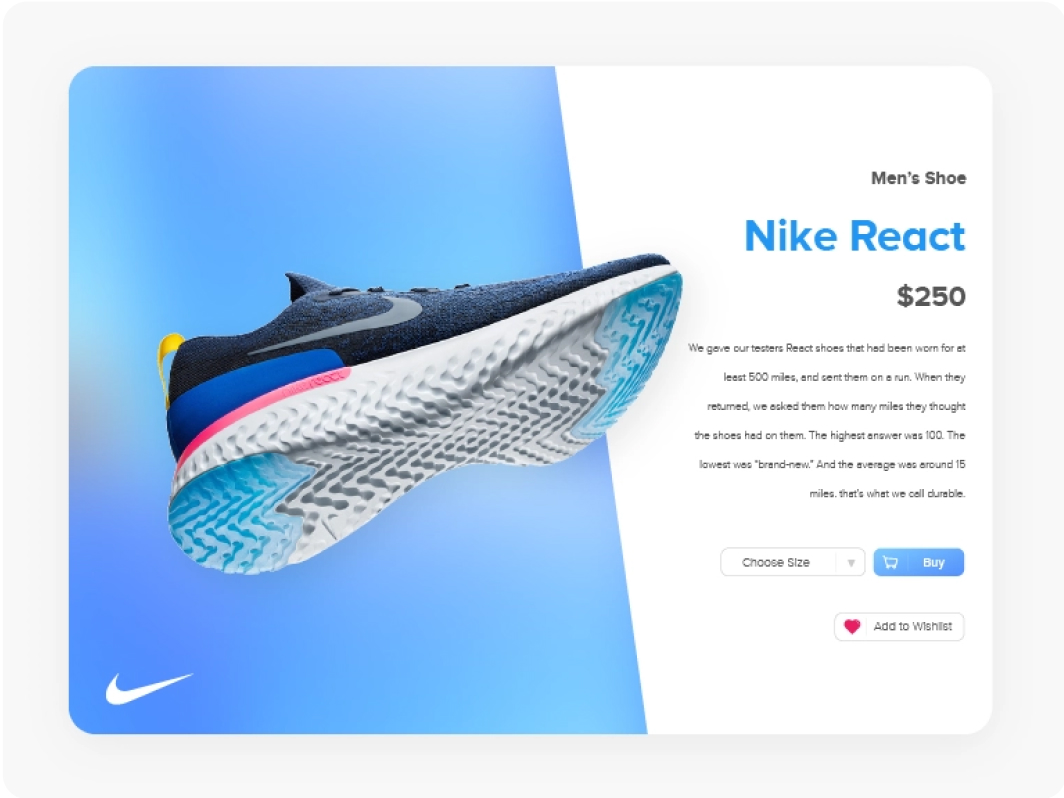 Men's Shoe
Nike React
$250
We gave our testers React shoes that had been worn for at
least 500 miles, and sent them on a run. When they
returned, we asked them how many miles they thought
the shoes had on them. The highest answer was 100. The
lowest was "brand-new." And the average was around 15
miles. that's what we call durable.
Choose Size
Buy
Add to Wishlist